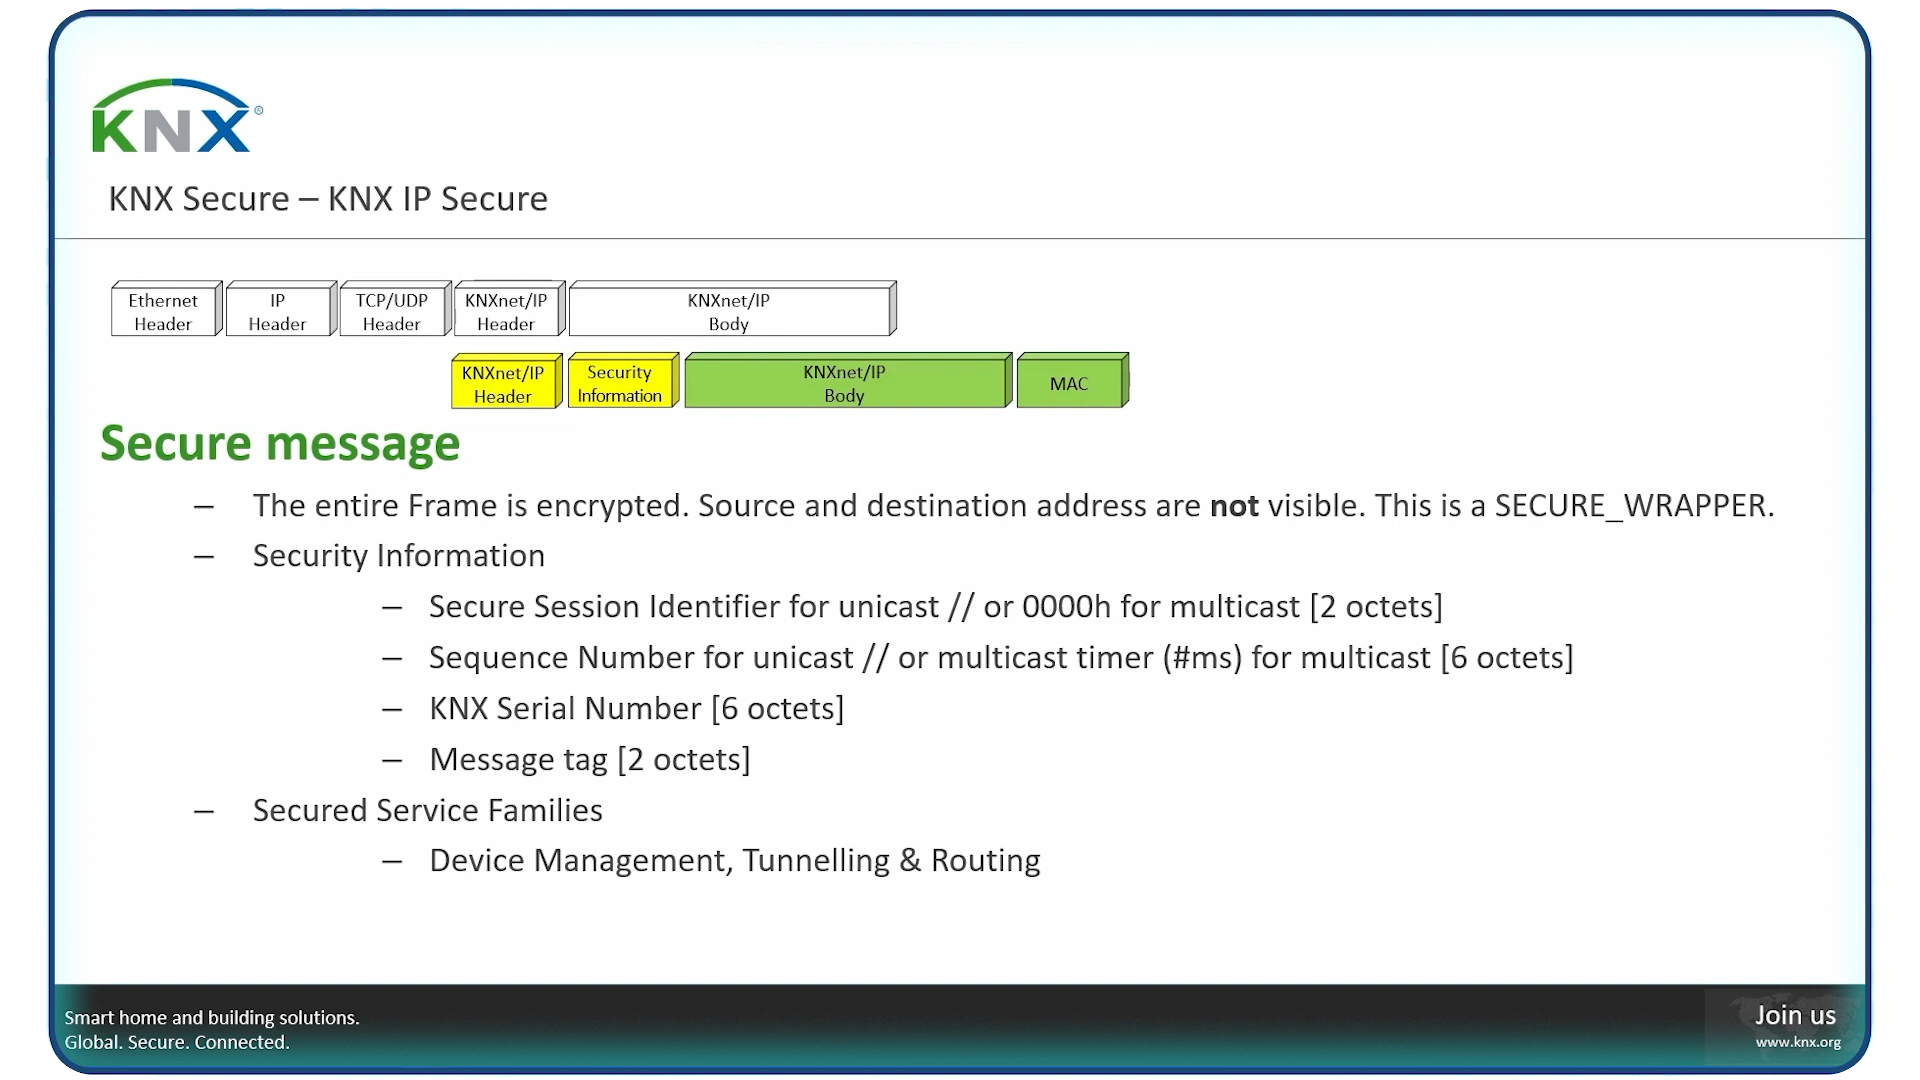 KNX®
KNX Secure – KNX IP Secure
Ethernet
Header
IP
Header
TCP/UDP
Header
KNXnet/IP
Header
KNXnet/IP
Body
KNXnet/IP
Header
Security
Information
KNXnet/IP
Body
MAC
Secure message
– The entire Frame is encrypted. Source and destination address are not visible. This is a SECURE_WRAPPER.
– Security Information
– Secure Session Identifier for unicast // or 0000h for multicast [2 octets]
– Sequence Number for unicast // or multicast timer (#ms) for multicast [6 octets]
– KNX Serial Number [6 octets]
– Message tag [2 octets]
– Secured Service Families
– Device Management, Tunnelling & Routing
Smart home and building solutions.
Global. Secure. Connected.
Join us
www.knx.org